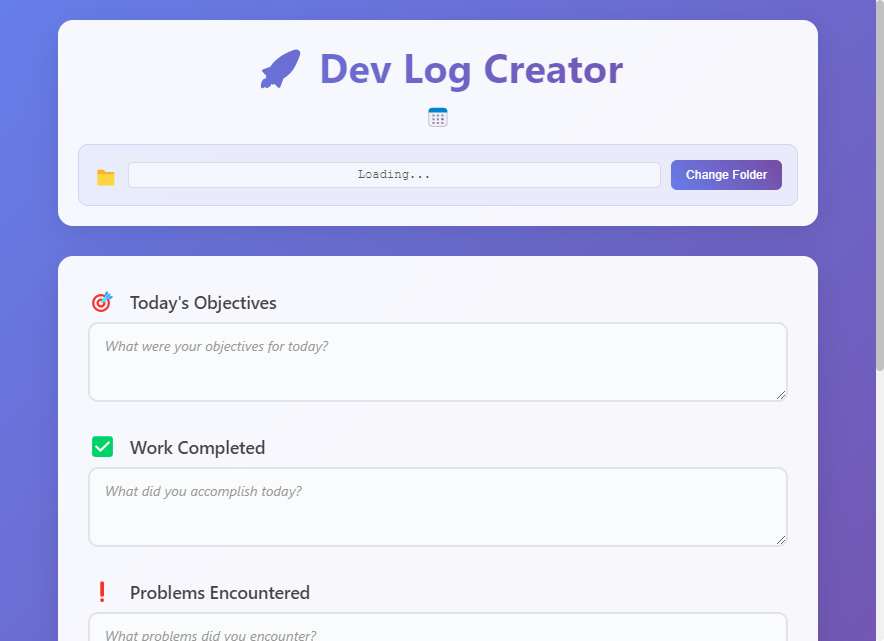 Dev Log Creator
Loading...
Change Folder
Today's Objectives
What were your objectives for today?
Work Completed
What did you accomplish today?
Problems Encountered
What problems did you encounter?